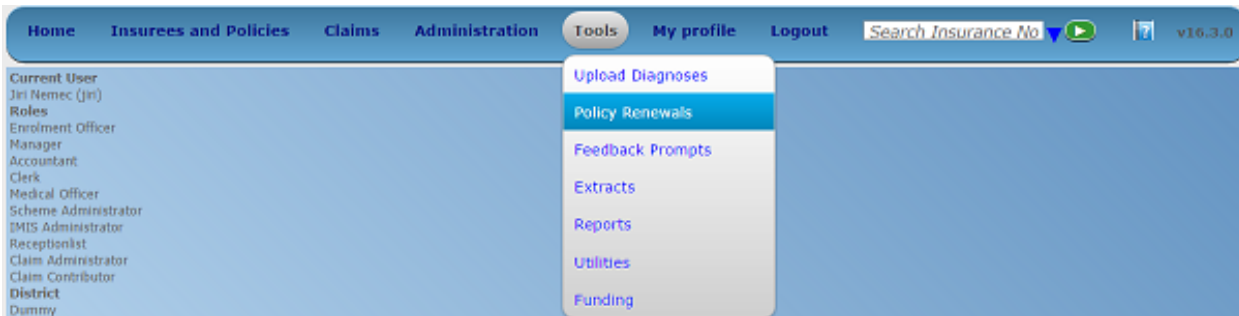 Home Insurees and Policies Claims Administration Tools My profile Logout Search Insurance No v16.3.0
Current User
Jiri Nemec (jiri)
Roles
Enrolment Officer
Manager
Accountant
Clerk
Medical Officer
Scheme Administrator
IMIS Administrator
Receptionlist
Claim Administrator
Claim Contributor
District
Dummy
Upload Diagnoses
Policy Renewals
Feedback Prompts
Extracts
Reports
Utilities
Funding